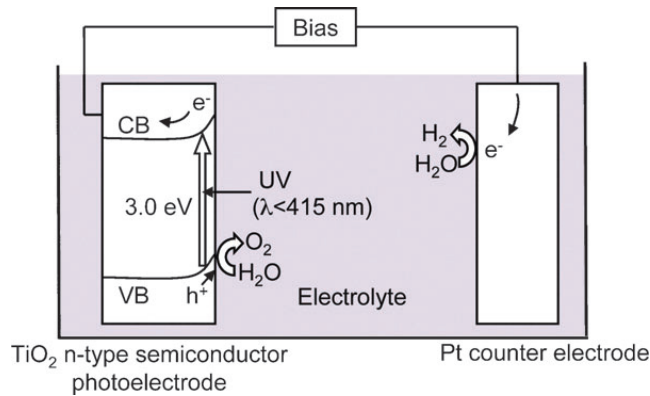 Bias
e⁻
CB
H₂
H₂O
e⁻
UV
(λ<415 nm)
3.0 eV
O₂
H₂O
VB
h⁺
Electrolyte
TiO₂ n-type semiconductor
photoelectrode
Pt counter electrode